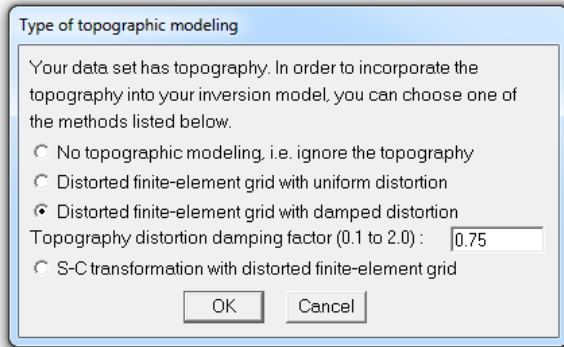 Type of topographic modeling
Your data set has topography. In order to incorporate the
topography into your inversion model, you can choose one of
the methods listed below.
No topographic modeling, i.e. ignore the topography
Distorted finite-element grid with uniform distortion
Distorted finite-element grid with damped distortion
Topography distortion damping factor (0.1 to 2.0) : 0.75
S-C transformation with distorted finite-element grid
OK Cancel